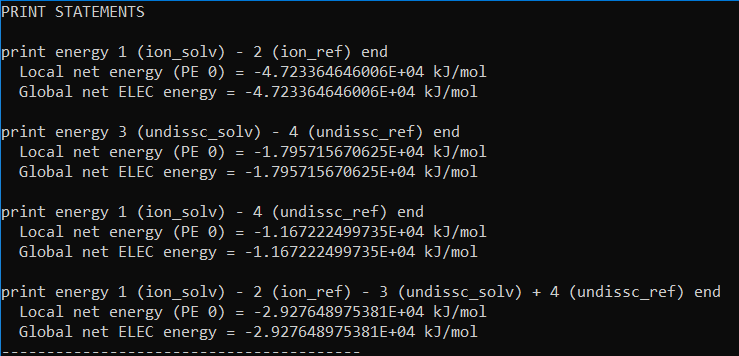 PRINT STATEMENTS
print energy 1 (ion_solv) - 2 (ion_ref) end
Local net energy (PE 0) = -4.723364646006E+04 kJ/mol
Global net ELEC energy = -4.723364646006E+04 kJ/mol
print energy 3 (undissc_solv) - 4 (undissc_ref) end
Local net energy (PE 0) = -1.795715670625E+04 kJ/mol
Global net ELEC energy = -1.795715670625E+04 kJ/mol
print energy 1 (ion_solv) - 4 (undissc_ref) end
Local net energy (PE 0) = -1.167222499735E+04 kJ/mol
Global net ELEC energy = -1.167222499735E+04 kJ/mol
print energy 1 (ion_solv) - 2 (ion_ref) - 3 (undissc_solv) + 4 (undissc_ref) end
Local net energy (PE 0) = -2.927648975381E+04 kJ/mol
Global net ELEC energy = -2.927648975381E+04 kJ/mol
----------------------------------------